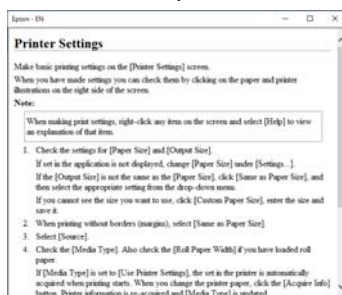 Epson - EN
Printer Settings
Make basic printing settings on the [Printer Settings] screen.
When you have made settings you can check them by clicking on the paper and printer
illustrations on the right side of the screen.
Note:
When making print settings, right-click any item on the screen and select [Help] to view
an explanation of that item.
1. Check the settings for [Paper Size] and [Output Size].
If set in the application is not displayed, change [Paper Size] under [Settings...].
If the [Output Size] is not the same as the [Paper Size], click [Same as Paper Size], and
then select the appropriate setting from the drop-down menu.
If you cannot see the size you want to use, click [Custom Paper Size], enter the size and
save it.
2. When printing without borders (margins), select [Same as Paper Size].
3. Select [Source].
4. Check the [Media Type]. Also check the [Roll Paper Width] if you have loaded roll
paper.
If [Media Type] is set to [Use Printer Settings], the set in the printer is automatically
acquired when printing starts. When you change the printer paper, click the [Acquire Info]
button. Printer information is re-acquired and [Media Type] is updated.